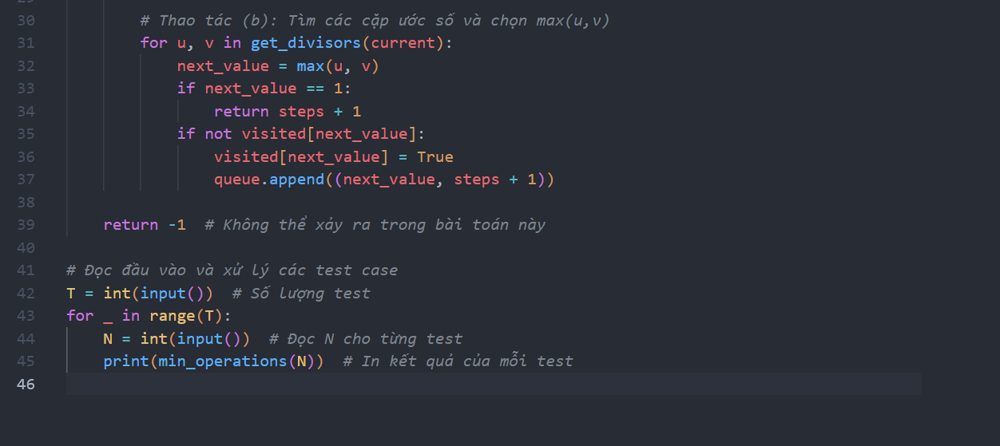 30 # Thao tác (b): Tìm các cặp ước số và chọn max(u,v)
31 for u, v in get_divisors(current):
32 next_value = max(u, v)
33 if next_value == 1:
34 return steps + 1
35 if not visited[next_value]:
36 visited[next_value] = True
37 queue.append((next_value, steps + 1))
38
39 return -1 # Không thể xảy ra trong bài toán này
40
41 # Đọc đầu vào và xử lý các test case
42 T = int(input()) # Số lượng test
43 for _ in range(T):
44 N = int(input()) # Đọc N cho từng test
45 print(min_operations(N)) # In kết quả của mỗi test
46